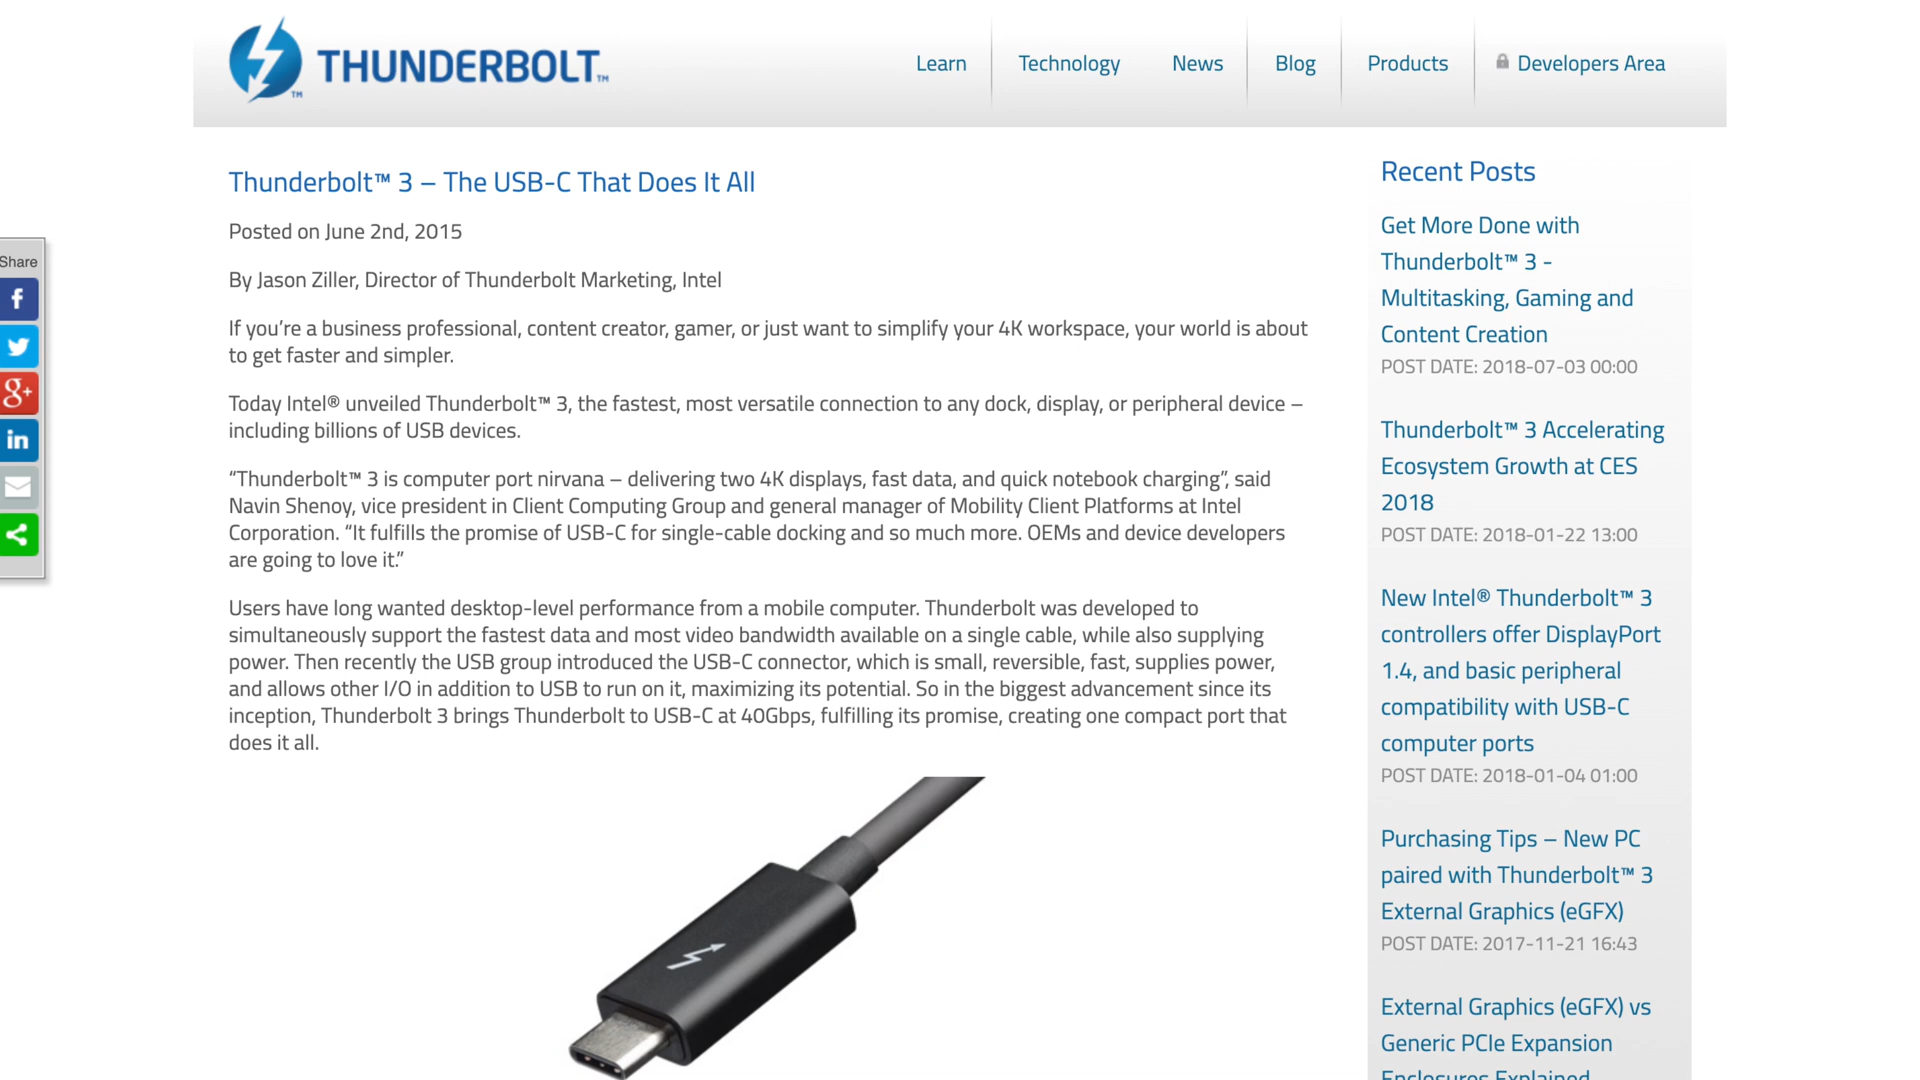 THUNDERBOLT™
Learn
Technology
News
Blog
Products
Developers Area
Share
Thunderbolt™ 3 – The USB-C That Does It All
Posted on June 2nd, 2015
By Jason Ziller, Director of Thunderbolt Marketing, Intel
If you’re a business professional, content creator, gamer, or just want to simplify your 4K workspace, your world is about
to get faster and simpler.
Today Intel® unveiled Thunderbolt™ 3, the fastest, most versatile connection to any dock, display, or peripheral device –
including billions of USB devices.
“Thunderbolt™ 3 is computer port nirvana – delivering two 4K displays, fast data, and quick notebook charging”, said
Navin Shenoy, vice president in Client Computing Group and general manager of Mobility Client Platforms at Intel
Corporation. “It fulfills the promise of USB-C for single-cable docking and so much more. OEMs and device developers
are going to love it.”
Users have long wanted desktop-level performance from a mobile computer. Thunderbolt was developed to
simultaneously support the fastest data and most video bandwidth available on a single cable, while also supplying
power. Then recently the USB group introduced the USB-C connector, which is small, reversible, fast, supplies power,
and allows other I/O in addition to USB to run on it, maximizing its potential. So in the biggest advancement since its
inception, Thunderbolt 3 brings Thunderbolt to USB-C at 40Gbps, fulfilling its promise, creating one compact port that
does it all.
Recent Posts
Get More Done with
Thunderbolt™ 3 -
Multitasking, Gaming and
Content Creation
POST DATE: 2018-07-03 00:00
Thunderbolt™ 3 Accelerating
Ecosystem Growth at CES
2018
POST DATE: 2018-01-22 13:00
New Intel® Thunderbolt™ 3
controllers offer DisplayPort
1.4, and basic peripheral
compatibility with USB-C
computer ports
POST DATE: 2018-01-04 01:00
Purchasing Tips – New PC
paired with Thunderbolt™ 3
External Graphics (eGFX)
POST DATE: 2017-11-21 16:43
External Graphics (eGFX) vs
Generic PCIe Expansion
Enclosures Explained